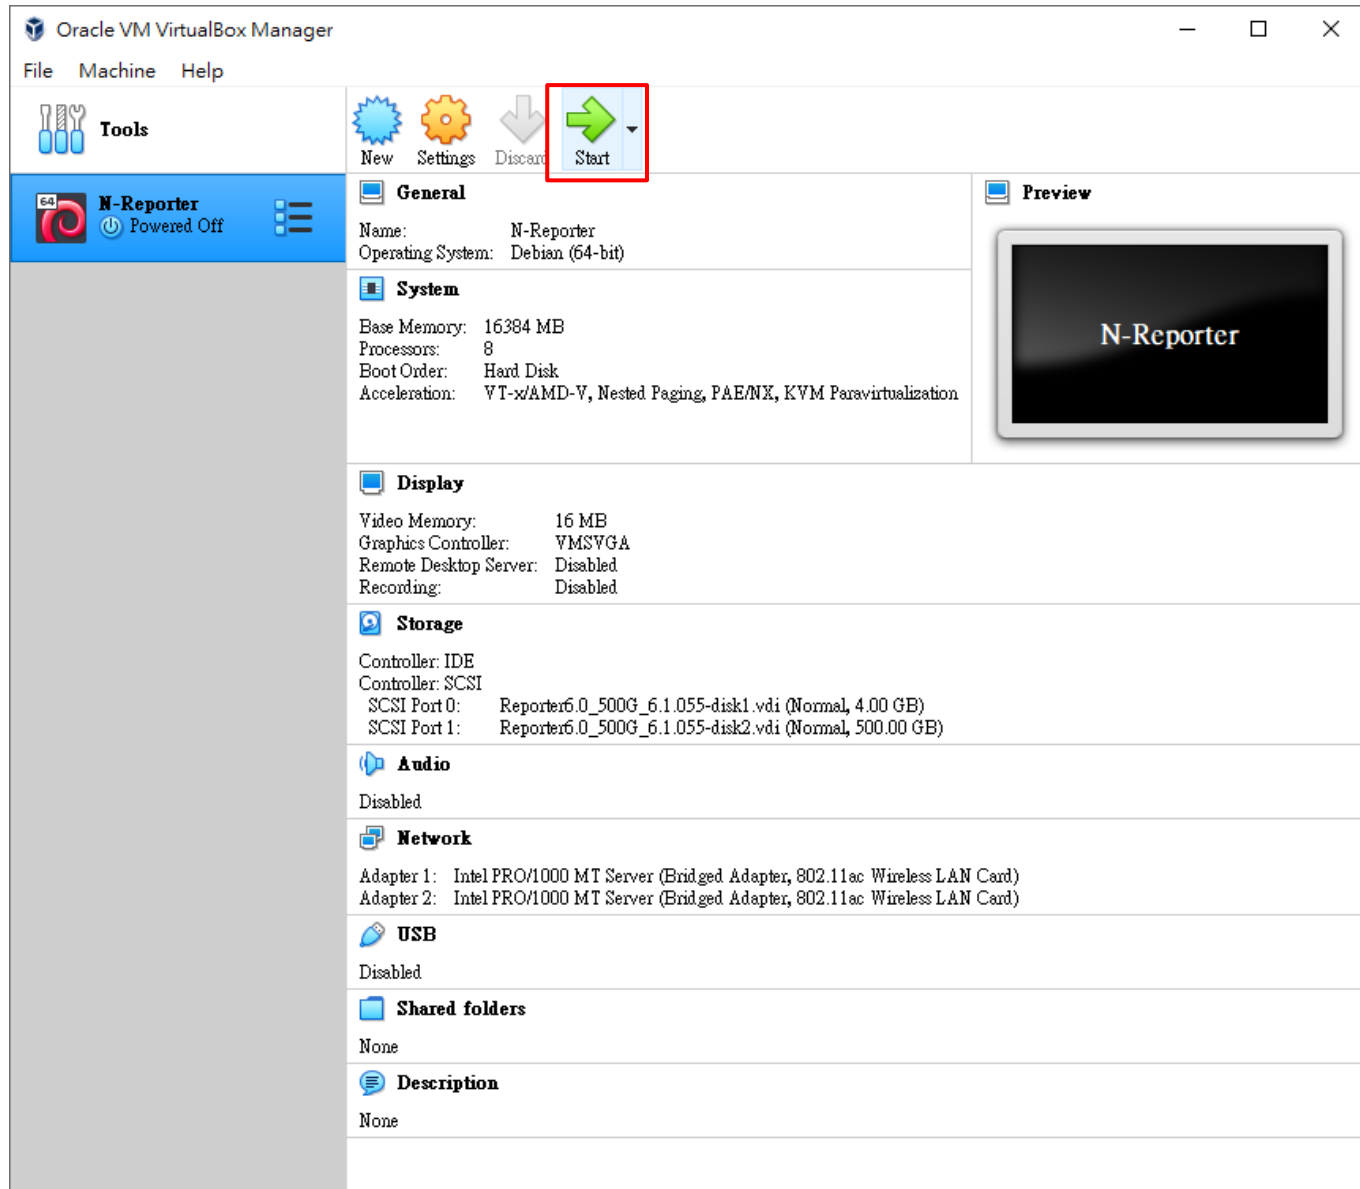 Oracle VM VirtualBox Manager
File Machine Help
Tools
New Settings Discard Start
64
N-Reporter
Powered Off
General
Name: N-Reporter
Operating System: Debian (64-bit)
Preview
N-Reporter
System
Base Memory: 16384 MB
Processors: 8
Boot Order: Hard Disk
Acceleration: VT-x/AMD-V, Nested Paging, PAE/NX, KVM Paravirtualization
Display
Video Memory: 16 MB
Graphics Controller: VMSVGA
Remote Desktop Server: Disabled
Recording: Disabled
Storage
Controller: IDE
Controller: SCSI
SCSI Port 0: Reporter6.0_500G_6.1.055-disk1.vdi (Normal, 4.00 GB)
SCSI Port 1: Reporter6.0_500G_6.1.055-disk2.vdi (Normal, 500.00 GB)
Audio
Disabled
Network
Adapter 1: Intel PRO/1000 MT Server (Bridged Adapter, 802.11ac Wireless LAN Card)
Adapter 2: Intel PRO/1000 MT Server (Bridged Adapter, 802.11ac Wireless LAN Card)
USB
Disabled
Shared folders
None
Description
None